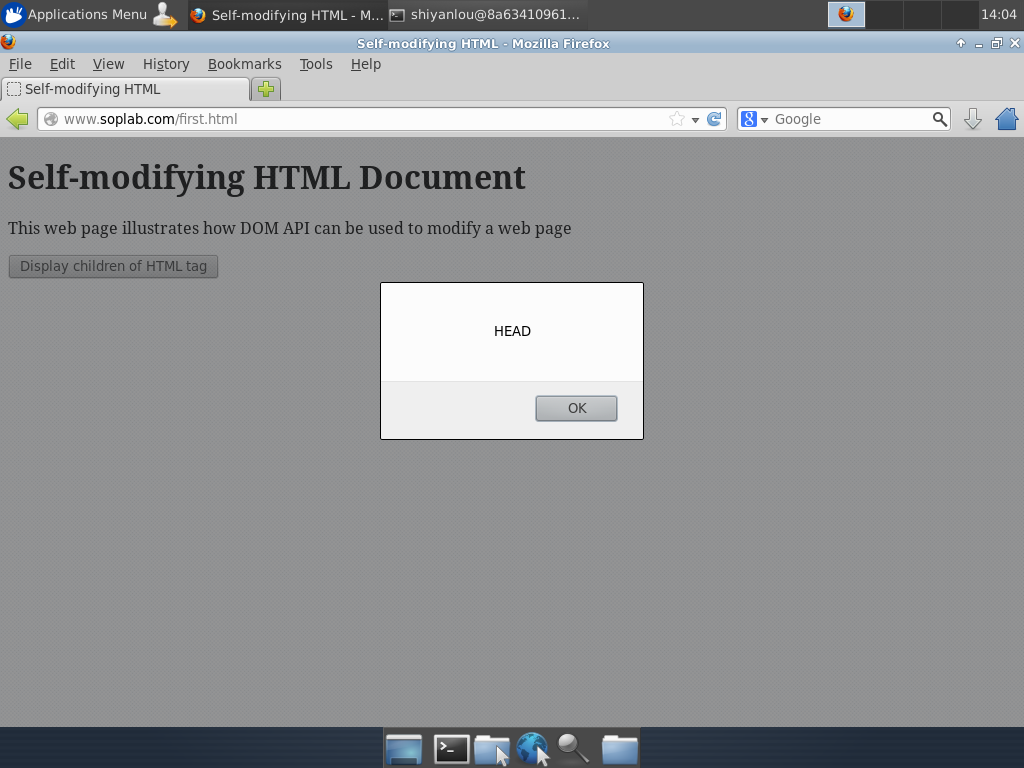 Applications Menu
Self-modifying HTML - M...
shiyanlou@8a63410961...
14:04
Self-modifying HTML - Mozilla Firefox
File Edit View History Bookmarks Tools Help
Self-modifying HTML
www.soplab.com/first.html
8
Google
Self-modifying HTML Document
This web page illustrates how DOM API can be used to modify a web page
Display children of HTML tag
HEAD
OK
>_